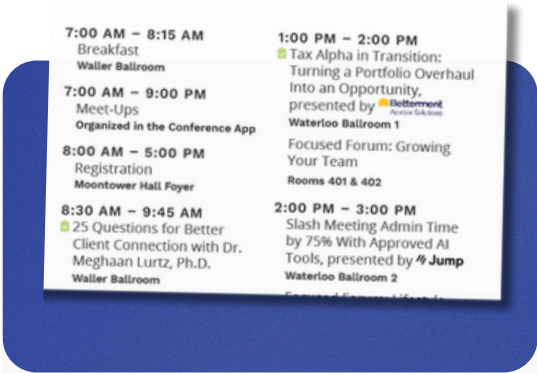 7:00 AM – 8:15 AM
Breakfast
Waller Ballroom
7:00 AM – 9:00 PM
Meet-Ups
Organized in the Conference App
8:00 AM – 5:00 PM
Registration
Moontower Hall Foyer
8:30 AM – 9:45 AM
25 Questions for Better
Client Connection with Dr.
Meghaan Lurtz, Ph.D.
Waller Ballroom
1:00 PM – 2:00 PM
Tax Alpha in Transition:
Turning a Portfolio Overhaul
Into an Opportunity,
presented by Betterment
Advisor Solutions
Waterloo Ballroom 1
Focused Forum: Growing
Your Team
Rooms 401 & 402
2:00 PM – 3:00 PM
Slash Meeting Admin Time
by 75% With Approved AI
Tools, presented by Jump
Waterloo Ballroom 2